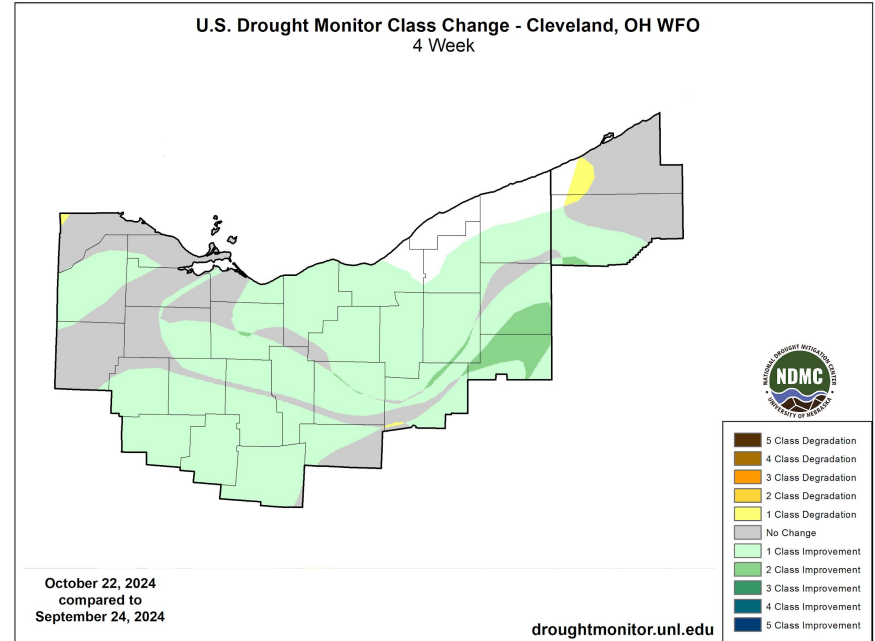 U.S. Drought Monitor Class Change - Cleveland, OH WFO
4 Week
NATIONAL DROUGHT MITIGATION CENTER
NDMC
UNIVERSITY OF NEBRASKA
5 Class Degradation
4 Class Degradation
3 Class Degradation
2 Class Degradation
1 Class Degradation
No Change
1 Class Improvement
2 Class Improvement
3 Class Improvement
4 Class Improvement
5 Class Improvement
October 22, 2024
compared to
September 24, 2024
droughtmonitor.unl.edu